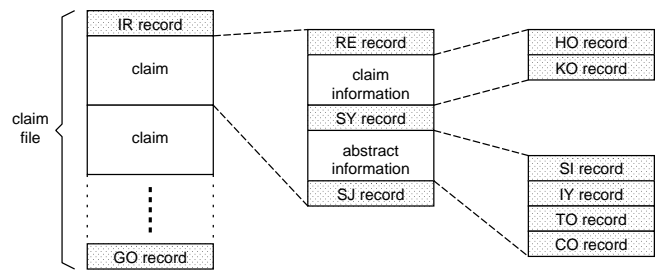 claim
file
IR record
claim
claim
GO record
RE record
claim
information
SY record
abstract
information
SJ record
HO record
KO record
SI record
IY record
TO record
CO record